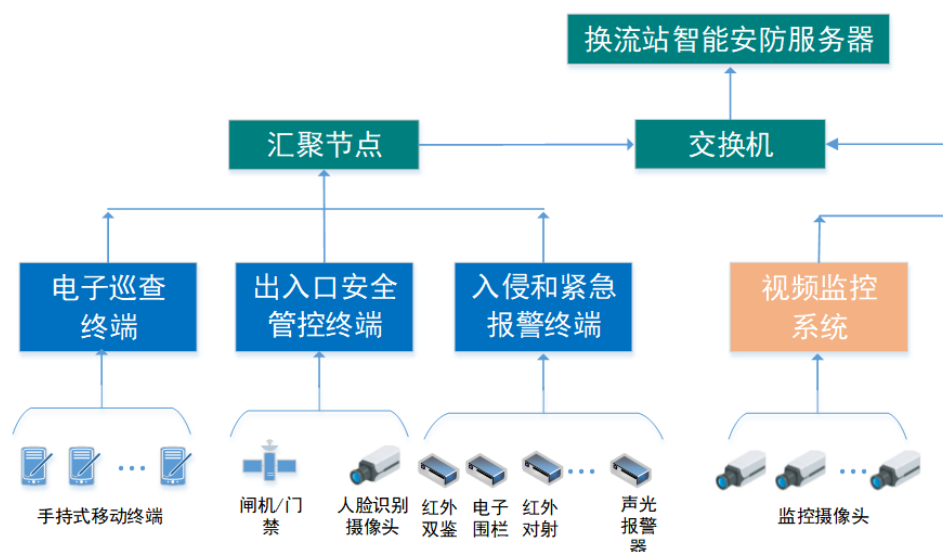 换流站智能安防服务器
汇聚节点
交换机
电子巡查
终端
出入口安全
管控终端
入侵和紧急
报警终端
视频监控
系统
手持式移动终端
闸机/门
禁
人脸识别
摄像头
红外
双鉴
电子
围栏
红外
对射
声光
报警
器
监控摄像头